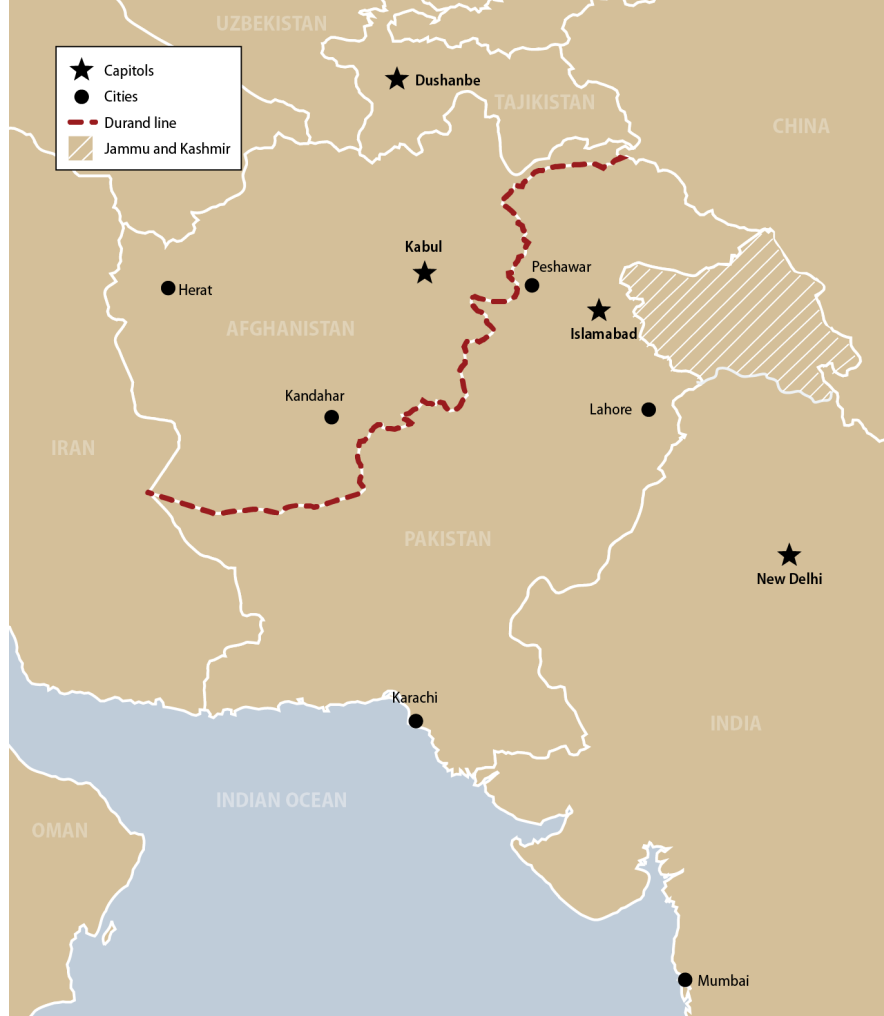 UZBEKISTAN
Capitols
Cities
Durand line
Jammu and Kashmir
Dushanbe
TAJIKISTAN
CHINA
Kabul
Peshawar
Herat
Islamabad
AFGHANISTAN
Kandahar
Lahore
IRAN
PAKISTAN
New Delhi
Karachi
INDIA
INDIAN OCEAN
OMAN
Mumbai